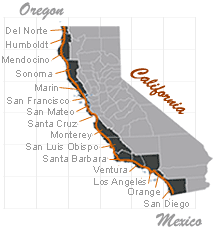 Oregon
Del Norte
Humboldt
Mendocino
Sonoma
Marin
San Francisco
San Mateo
Santa Cruz
Monterey
San Luis Obispo
Santa Barbara
Ventura
Los Angeles
Orange
San Diego
California
Mexico